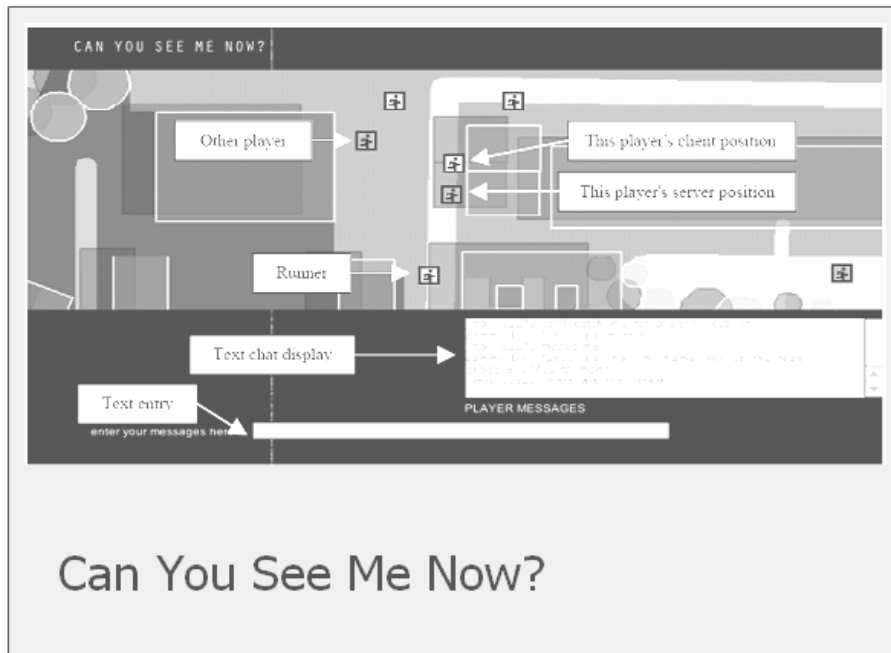 CAN YOU SEE ME NOW?
Other player
This player's client position
This player's server position
Runner
Text chat display
Text entry
PLAYER MESSAGES
enter your messages here
Can You See Me Now?